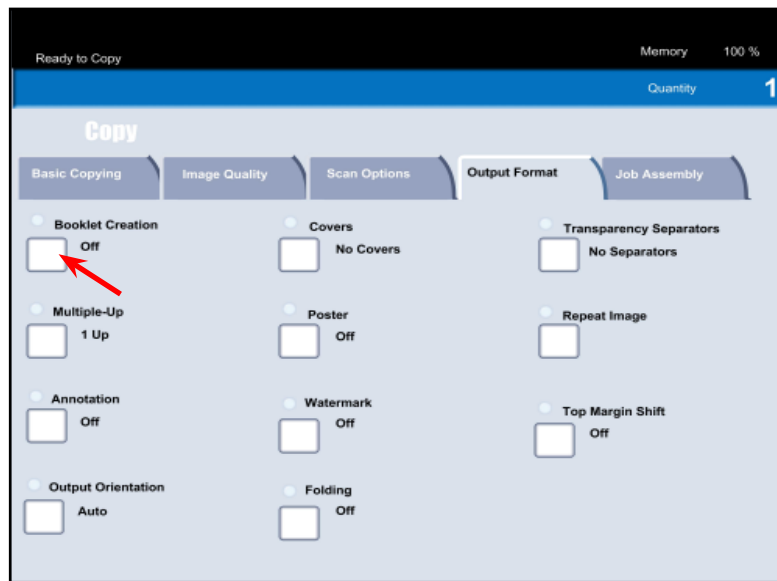 Ready to Copy
Memory 100 %
Quantity 1
Copy
Basic Copying
Image Quality
Scan Options
Output Format
Job Assembly
Booklet Creation
Off
Covers
No Covers
Transparency Separators
No Separators
Multiple-Up
1 Up
Poster
Off
Repeat Image
Annotation
Off
Watermark
Off
Top Margin Shift
Off
Output Orientation
Auto
Folding
Off